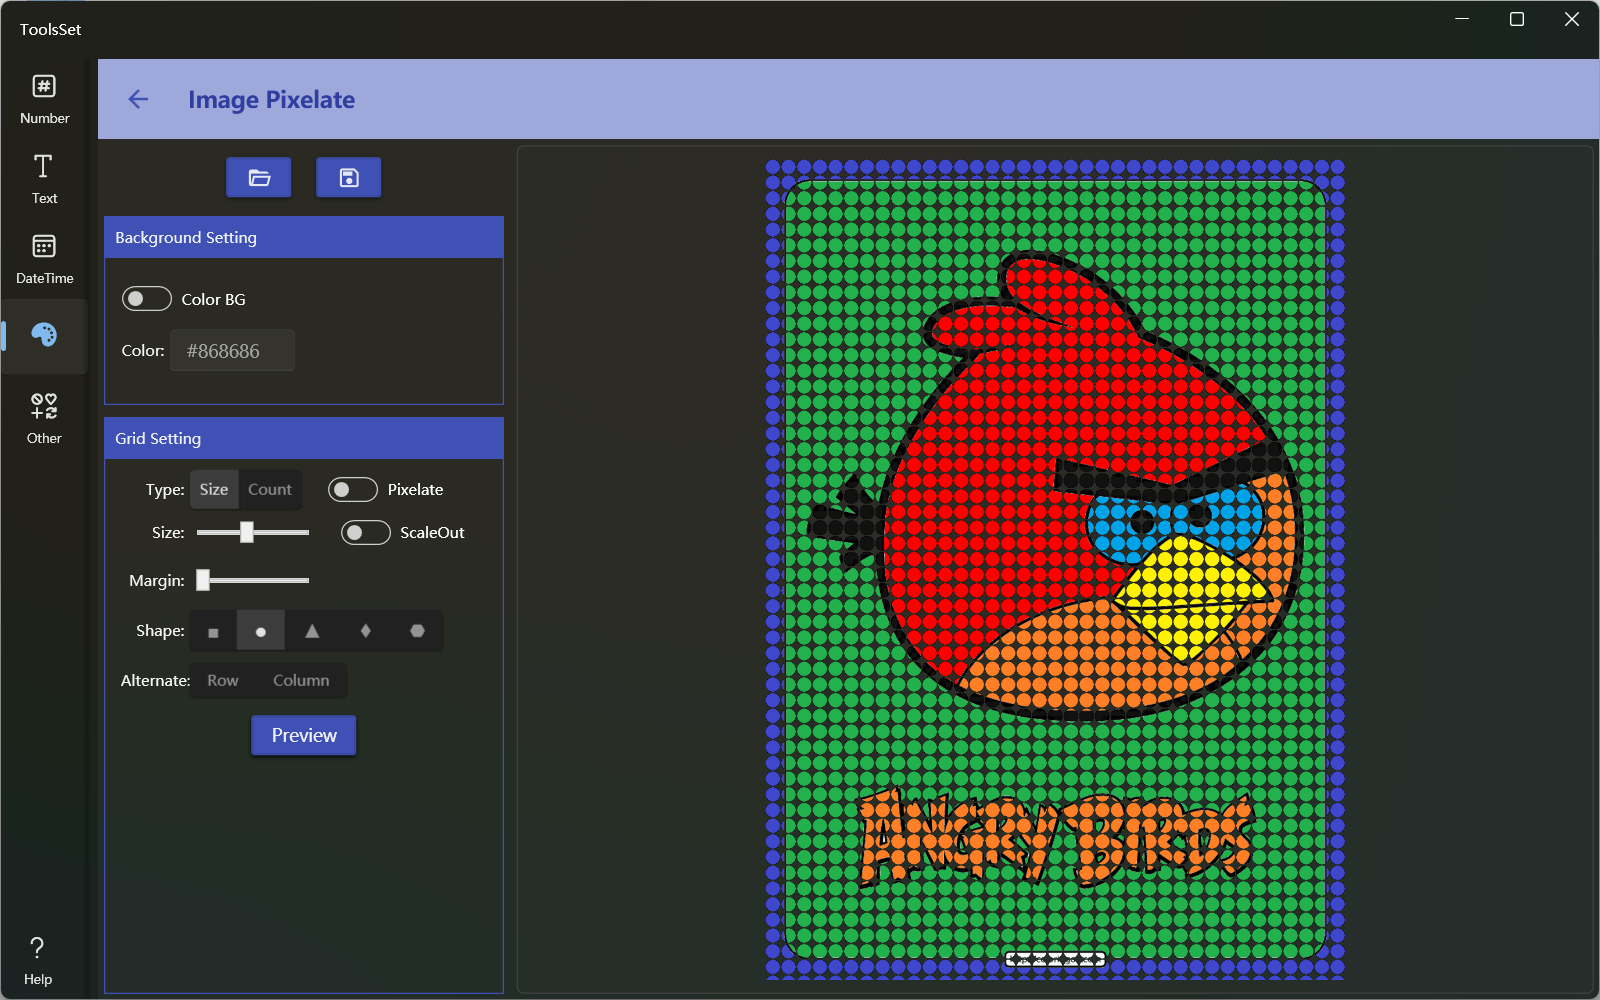 ToolsSet
Number
Text
DateTime
Other
Help
Image Pixelate
Background Setting
Color BG
Color: #868686
Grid Setting
Type: Size Count Pixelate
Size: ScaleOut
Margin:
Shape:
Alternate: Row Column
Preview
ANGRY BIRDS